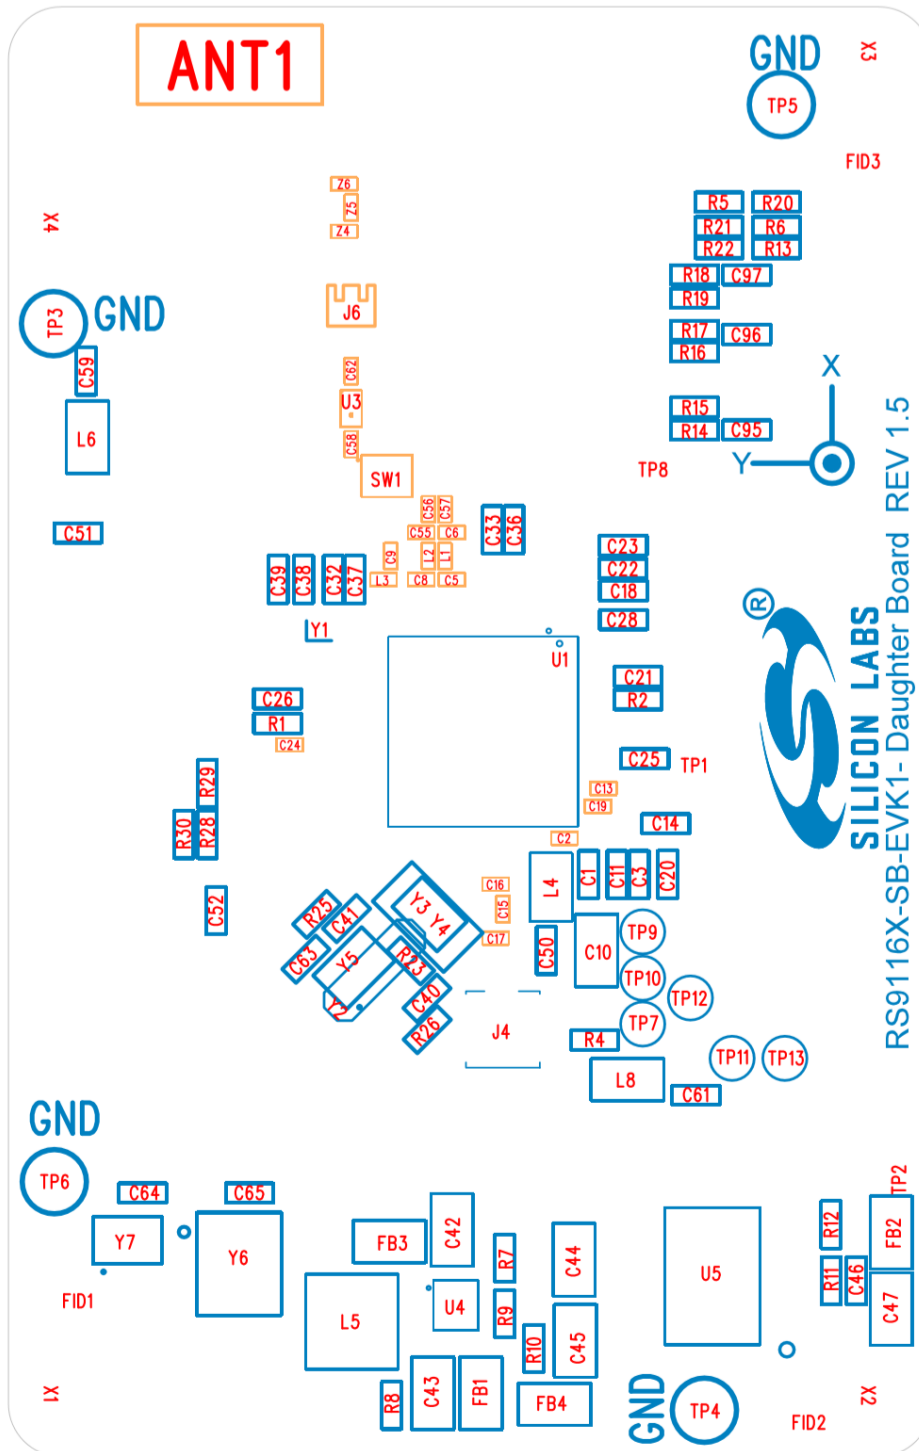 ANT1
GND
X3
TP5
FID3
Z6
Z5
Z4
X4
R5
R20
R21
R6
R22
R13
R18
C97
R19
TP3
GND
J6
R17
C96
R16
C59
C62
X
L6
U3
R15
R14
C95
C58
Y
TP8
SW1
C56
C57
C51
C55
C6
C33
C36
C23
C9
L2
L1
C22
C39
C38
C32
C37
L3
C8
C5
C18
®
C28
Y1
U1
SILICON LABS
RS9116X-SB-EVK1- Daughter Board REV 1.5
C21
C26
R2
R1
C24
C25
TP1
R29
C13
C19
R30
R28
C14
C2
C16
L4
C1
C11
C3
C20
C52
R25
C41
Y3
Y4
C15
C17
TP9
C63
Y5
R23
C50
C10
TP10
TP12
Y2
C40
R26
J4
TP7
R4
TP11
TP13
L8
C61
GND
TP6
C64
C65
TP2
Y7
Y6
FB3
C42
R7
C44
U5
R12
FB2
R11
C46
FID1
L5
U4
R9
C47
R10
C45
X1
R8
C43
FB1
FB4
GND
TP4
X2
FID2